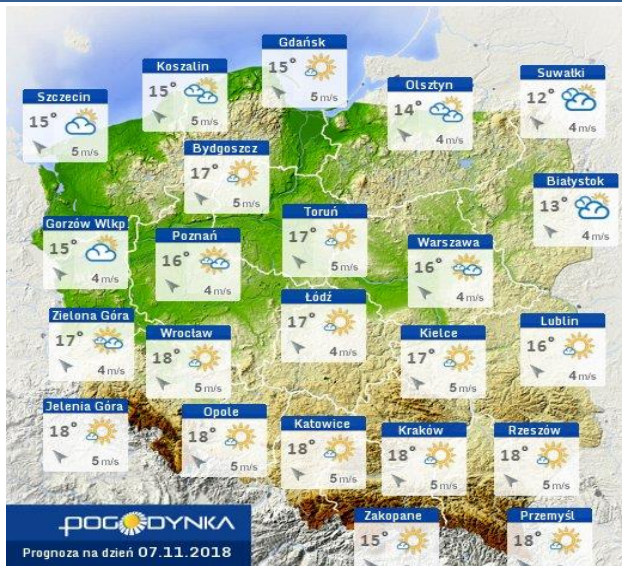 Gdańsk
15°
5 m/s
Koszalin
15°
5 m/s
Szczecin
15°
5 m/s
Olsztyn
14°
4 m/s
Suwałki
12°
4 m/s
Bydgoszcz
17°
5 m/s
Białystok
13°
4 m/s
Gorzów Wlkp
15°
4 m/s
Poznań
16°
4 m/s
Toruń
17°
5 m/s
Warszawa
16°
4 m/s
Zielona Góra
17°
4 m/s
Wrocław
18°
5 m/s
Łódź
17°
4 m/s
Kielce
17°
5 m/s
Lublin
16°
4 m/s
Jelenia Góra
18°
5 m/s
Opole
18°
5 m/s
Katowice
18°
5 m/s
Kraków
18°
5 m/s
Rzeszów
18°
5 m/s
Zakopane
15°
Przemyśl
18°
POGODYNKA
Prognoza na dzień 07.11.2018